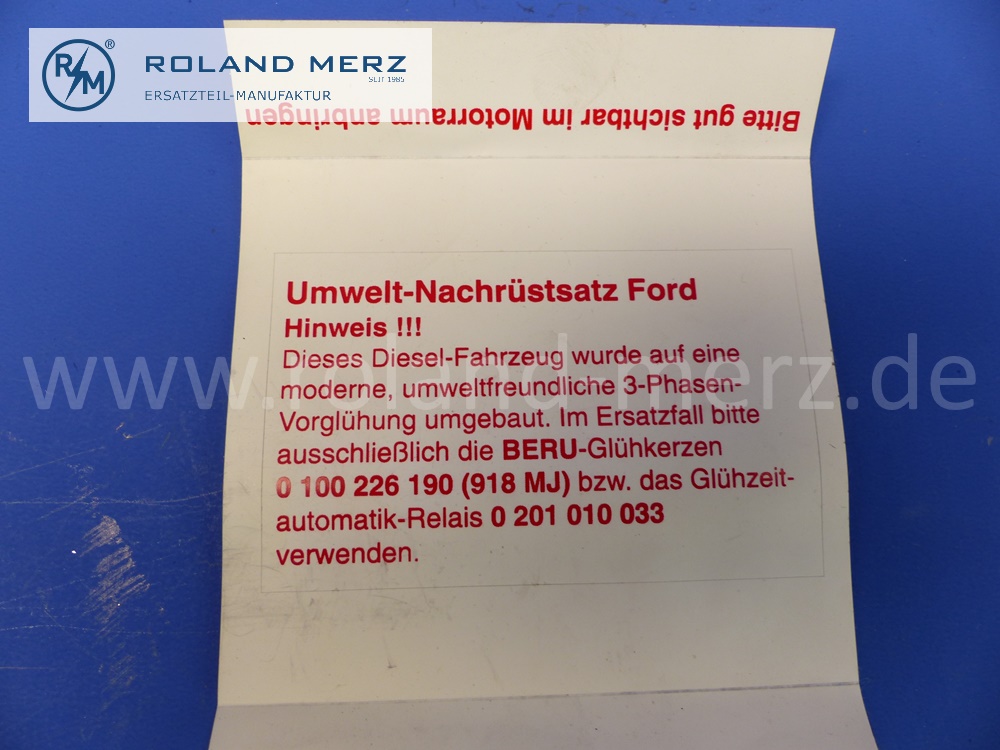 R/M®
ROLAND MERZ
SEIT 1985
ERSATZTEIL-MANUFAKTUR
Bitte gut sichtbar im Motorraum anbringen
Umwelt-Nachrüstsatz Ford
Hinweis !!!
Dieses Diesel-Fahrzeug wurde auf eine
moderne, umweltfreundliche 3-Phasen-
Vorglühung umgebaut. Im Ersatzfall bitte
ausschließlich die BERU-Glühkerzen
0 100 226 190 (918 MJ) bzw. das Glühzeit-
automatik-Relais 0 201 010 033
verwenden.
www.roland-merz.de